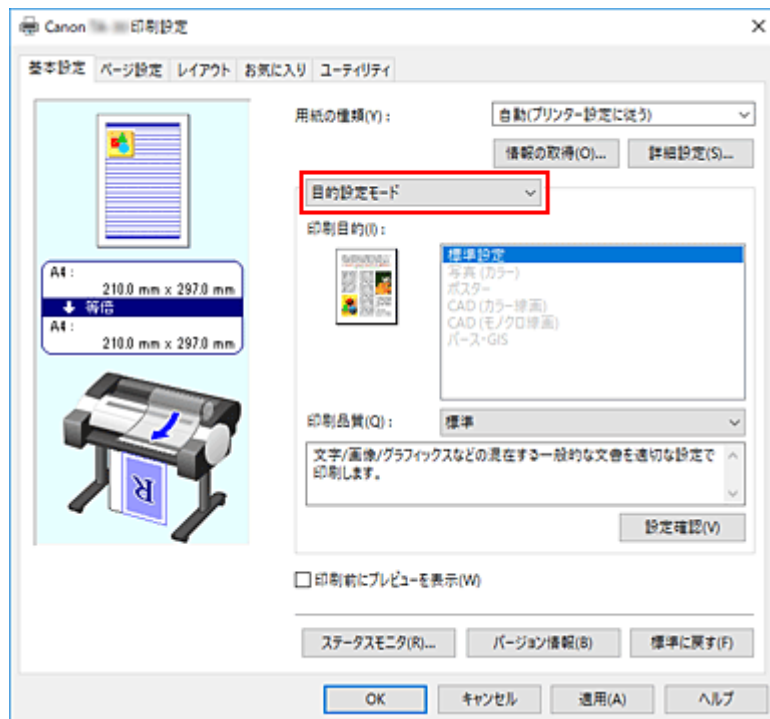 Canon 印刷設定
基本設定 ページ設定 レイアウト お気に入り ユーティリティ
用紙の種類(Y):
自動(プリンター設定に従う)
情報の取得(O)...
詳細設定(S)...
A4 :
210.0 mm x 297.0 mm
等倍
A4 :
210.0 mm x 297.0 mm
R
目的設定モード
印刷目的(I):
標準設定
写真 (カラー)
ポスター
CAD (カラー線画)
CAD (モノクロ線画)
パース・GIS
印刷品質(Q):
標準
文字/画像/グラフィックスなどの混在する一般的な文書を適切な設定で
印刷します。
設定確認(V)
印刷前にプレビューを表示(W)
ステータスモニタ(R)...
バージョン情報(B)
標準に戻す(F)
OK
キャンセル
適用(A)
ヘルプ